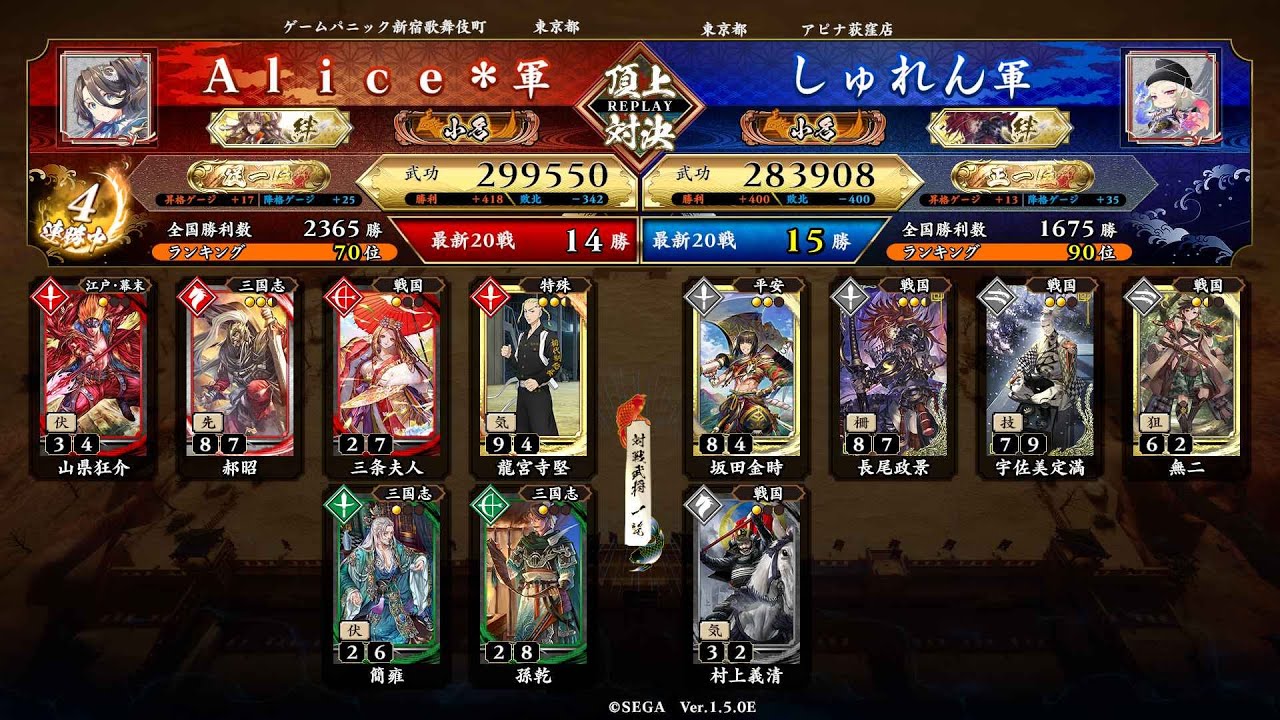 ゲームパニック新宿歌舞伎町 東京都
東京都 アピナ荻窪店
Alice*軍
頂上
REPLAY
対決
しゅれん軍
絆 小名
小名 絆
4
連勝中
従一位
武功 299550
武功 283908
正一位
昇格ゲージ +17 降格ゲージ +25
勝利 +418 敗北 -342
勝利 +400 敗北 -400
昇格ゲージ +13 降格ゲージ +35
全国勝利数 2365勝
最新20戦 14勝
最新20戦 15勝
全国勝利数 1675勝
ランキング 70位
ランキング 90位
江戸・幕末
伏
3 4
山県狂介
三国志
先
8 7
郝昭
戦国
2 7
三条夫人
特殊
気
9 4
龍宮寺堅
平安
8 4
坂田金時
戦国
柵
8 7
長尾政景
戦国
技
7 9
宇佐美定満
戦国
狙
6 2
無二
対戦武将一覧
三国志
伏
2 6
簡雍
三国志
2 8
孫乾
戦国
気
3 2
村上義清
©SEGA Ver.1.5.0E